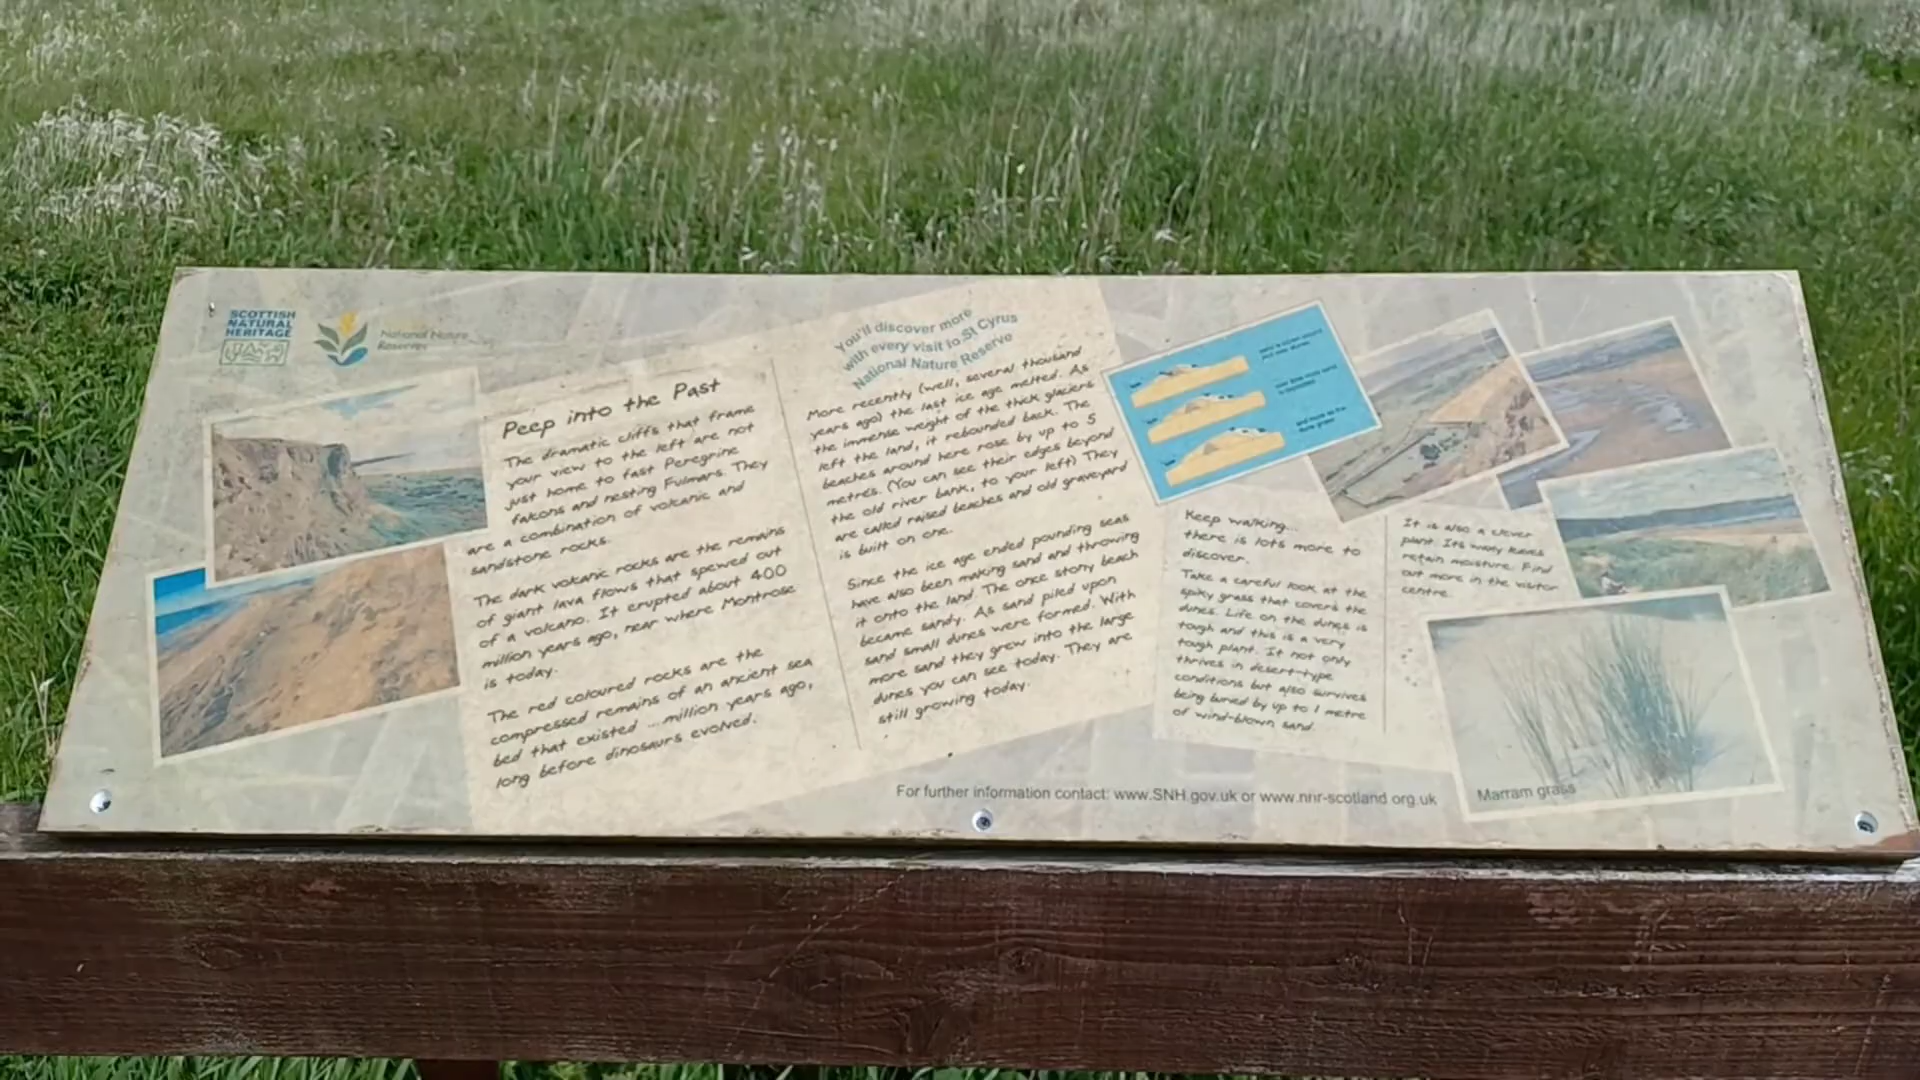 SCOTTISH
NATURAL
HERITAGE
National Nature
Reserves
Peep into the Past
The dramatic cliffs that frame
your view to the left are not
just home to fast Peregrine
falcons and nesting Fulmars. They
are a combination of volcanic and
sandstone rocks.
The dark volcanic rocks are the remains
of giant lava flows that spewed out
of a volcano. It erupted about 400
million years ago, near where Montrose
is today.
The red coloured rocks are the
compressed remains of an ancient sea
bed that existed ... million years ago,
long before dinosaurs evolved.
You'll discover more
with every visit to St Cyrus
National Nature Reserve
More recently (well, several thousand
years ago) the last ice age melted. As
the immense weight of the thick glaciers
left the land, it rebounded back. The
beaches around here rose by up to 5
metres. (You can see their edges beyond
the old river bank, to your left) They
are called raised beaches and old graveyard
is built on one.
Since the ice age ended pounding seas
have also been making sand and throwing
it onto the land. The once stony beach
became sandy. As sand piled upon
sand small dunes were formed. With
more sand they grew into the large
dunes you can see today. They are
still growing today.
Keep walking...
there is lots more to
discover.
Take a careful look at the
spiky grass that covers the
dunes. Life on the dunes is
tough and this is a very
tough plant. It not only
thrives in desert-type
conditions but also survives
being buried by up to 1 metre
of wind-blown sand.
It is also a clever
plant. Its waxy leaves
retain moisture. Find
out more in the visitor
centre.
Marram grass
For further information contact: www.SNH.gov.uk or www.nnr-scotland.org.uk